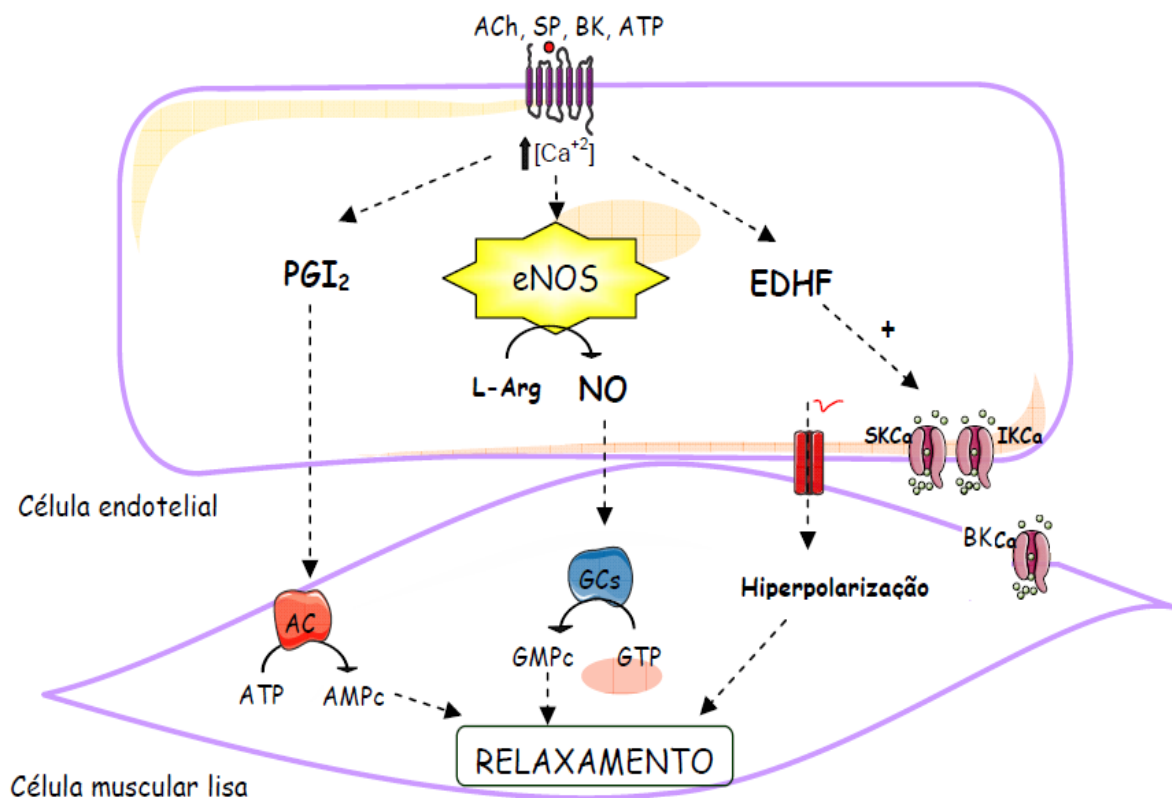 ACh, SP, BK, ATP
[Ca⁺²]
PGI₂
eNOS
EDHF
+
L-Arg
NO
SKCa
IKCa
Célula endotelial
BKCa
GCs
Hiperpolarização
AC
GMPc
GTP
ATP
AMPc
RELAXAMENTO
Célula muscular lisa